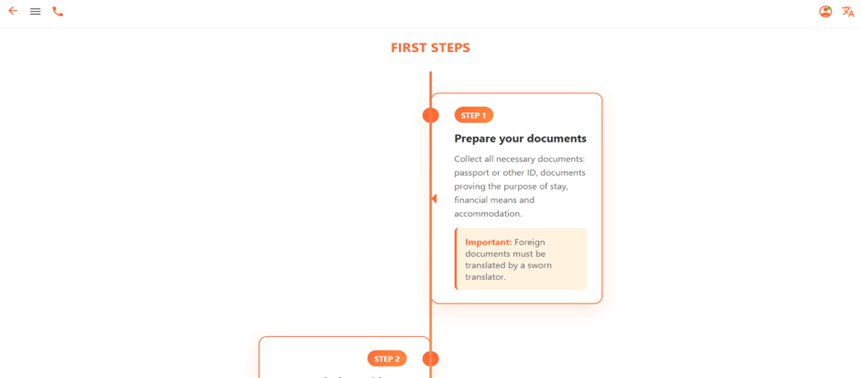 FIRST STEPS
STEP 1
Prepare your documents
Collect all necessary documents:
passport or other ID, documents
proving the purpose of stay,
financial means and
accommodation.
Important: Foreign
documents must be
translated by a sworn
translator.
STEP 2